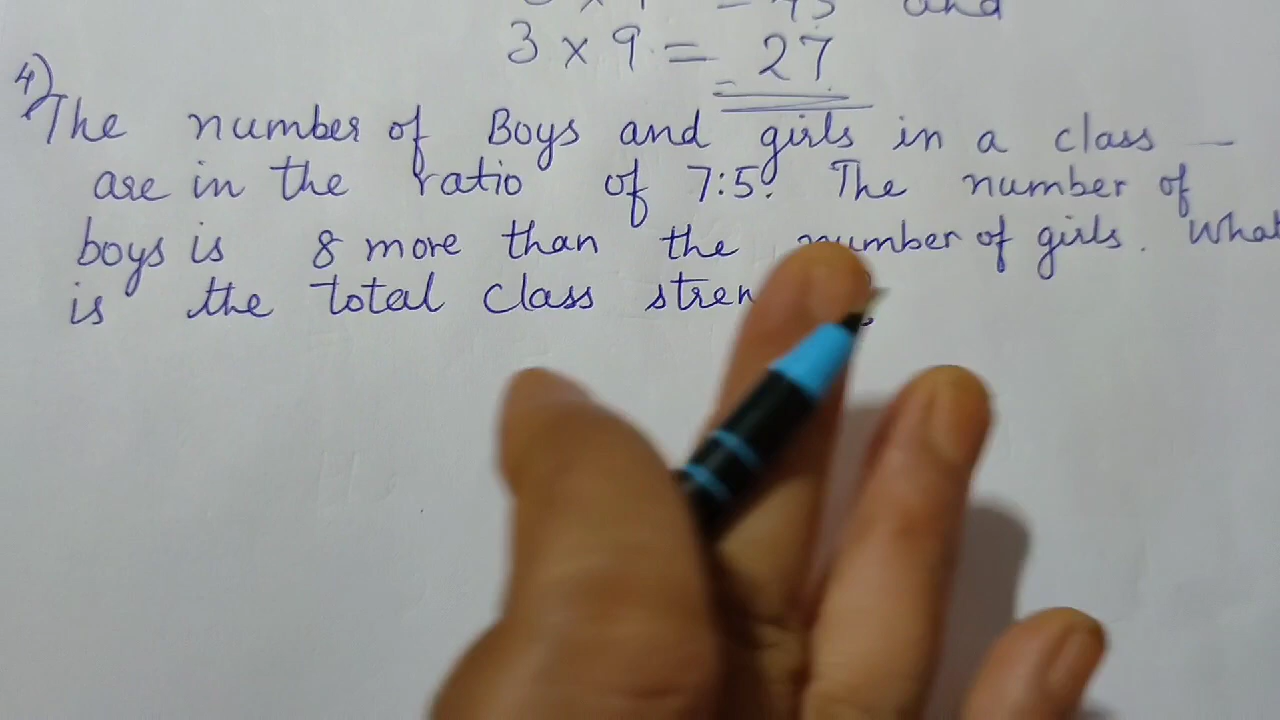 and
3 × 9 = 27
4)
The number of Boys and girls in a class —
are in the ratio of 7:5. The number of
boys is 8 more than the number of girls. What
is the total class